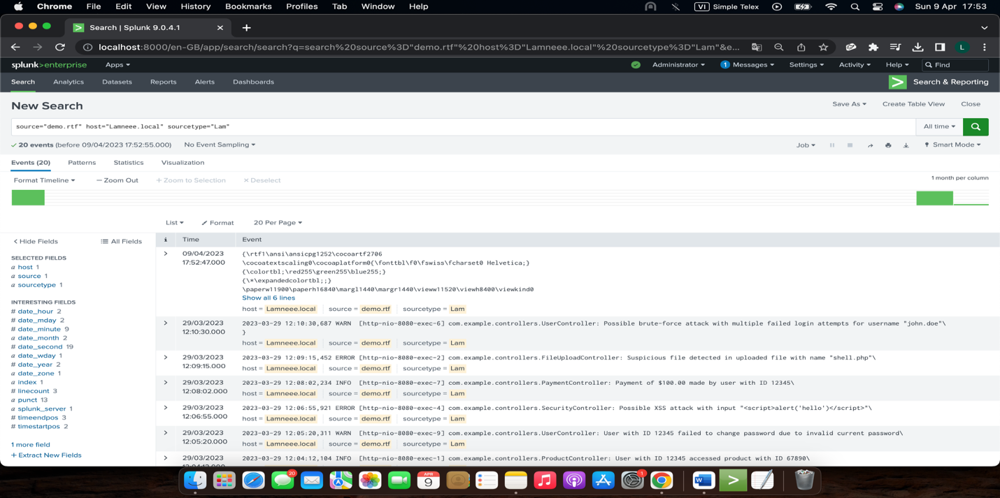 Chrome File Edit View History Bookmarks Profiles Tab Window Help VI Simple Telex Sun 9 Apr 17:53
Search | Splunk 9.0.4.1
localhost:8000/en-GB/app/search/search?q=search%20source%3D"demo.rtf"%20host%3D"Lamneee.local"%20sourcetype%3D"Lam"&e... L
splunk>enterprise Apps Administrator 1 Messages Settings Activity Help Find
Search Analytics Datasets Reports Alerts Dashboards > Search & Reporting
New Search Save As Create Table View Close
source="demo.rtf" host="Lamneee.local" sourcetype="Lam" All time
20 events (before 09/04/2023 17:52:55.000) No Event Sampling Job Smart Mode
Events (20) Patterns Statistics Visualization
Format Timeline — Zoom Out + Zoom to Selection × Deselect 1 month per column
List Format 20 Per Page
< Hide Fields All Fields i Time Event
SELECTED FIELDS
a host 1
a source 1
a sourcetype 1
INTERESTING FIELDS
# date_hour 2
# date_mday 2
# date_minute 9
a date_month 2
# date_second 19
a date_wday 1
# date_year 2
a date_zone 1
a index 1
# linecount 3
a punct 13
a splunk_server 1
# timeendpos 3
# timestartpos 2
1 more field
+ Extract New Fields
> 09/04/2023 {\rtf1\ansi\ansicpg1252\cocoartf2706
17:52:47.000 \cocoatextscaling0\cocoaplatform0{\fonttbl\f0\fswiss\fcharset0 Helvetica;}
{\colortbl;\red255\green255\blue255;}
{\*\expandedcolortbl;;}
\paperw11900\paperh16840\margl1440\margr1440\vieww11520\viewh8400\viewkind0
Show all 6 lines
host = Lamneee.local source = demo.rtf sourcetype = Lam
> 29/03/2023 2023-03-29 12:10:30,687 WARN [http-nio-8080-exec-6] com.example.controllers.UserController: Possible brute-force attack with multiple failed login attempts for username "john.doe"\
12:10:30.000 }
host = Lamneee.local source = demo.rtf sourcetype = Lam
> 29/03/2023 2023-03-29 12:09:15,452 ERROR [http-nio-8080-exec-2] com.example.controllers.FileUploadController: Suspicious file detected in uploaded file with name "shell.php"\
12:09:15.000 host = Lamneee.local source = demo.rtf sourcetype = Lam
> 29/03/2023 2023-03-29 12:08:02,234 INFO [http-nio-8080-exec-7] com.example.controllers.PaymentController: Payment of $100.00 made by user with ID 12345\
12:08:02.000 host = Lamneee.local source = demo.rtf sourcetype = Lam
> 29/03/2023 2023-03-29 12:06:55,921 ERROR [http-nio-8080-exec-4] com.example.controllers.SecurityController: Possible XSS attack with input "<script>alert('hello')</script>"\
12:06:55.000 host = Lamneee.local source = demo.rtf sourcetype = Lam
> 29/03/2023 2023-03-29 12:05:20,311 WARN [http-nio-8080-exec-9] com.example.controllers.UserController: User with ID 12345 failed to change password due to invalid current password\
12:05:20.000 host = Lamneee.local source = demo.rtf sourcetype = Lam
> 29/03/2023 2023-03-29 12:04:12,104 INFO [http-nio-8080-exec-1] com.example.controllers.ProductController: User with ID 12345 accessed product with ID 67890\
20 APR 9 1 W >